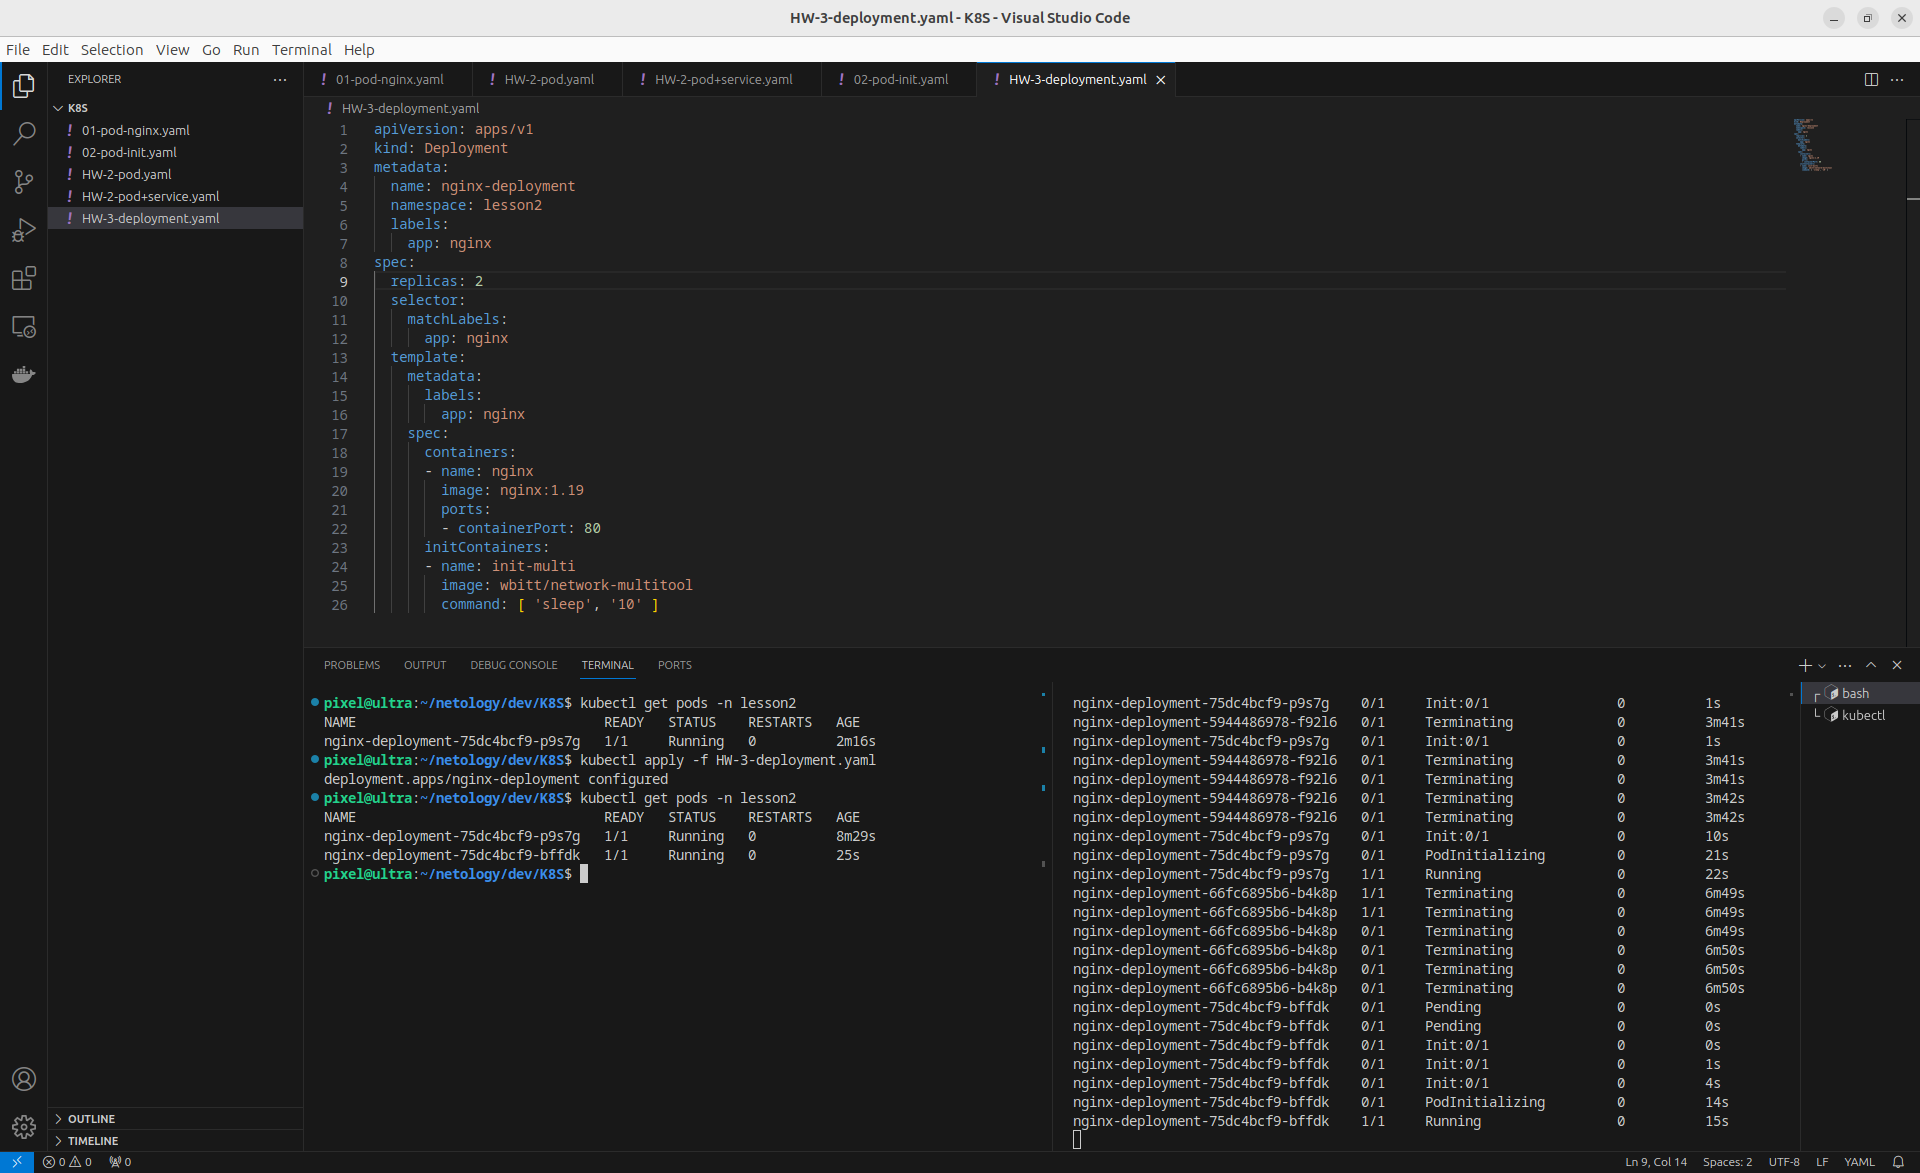 HW-3-deployment.yaml - K8S - Visual Studio Code
File Edit Selection View Go Run Terminal Help
EXPLORER
K8S
01-pod-nginx.yaml
02-pod-init.yaml
HW-2-pod.yaml
HW-2-pod+service.yaml
HW-3-deployment.yaml
OUTLINE
TIMELINE
01-pod-nginx.yaml HW-2-pod.yaml HW-2-pod+service.yaml 02-pod-init.yaml HW-3-deployment.yaml
HW-3-deployment.yaml
1 apiVersion: apps/v1
2 kind: Deployment
3 metadata:
4 name: nginx-deployment
5 namespace: lesson2
6 labels:
7 app: nginx
8 spec:
9 replicas: 2
10 selector:
11 matchLabels:
12 app: nginx
13 template:
14 metadata:
15 labels:
16 app: nginx
17 spec:
18 containers:
19 - name: nginx
20 image: nginx:1.19
21 ports:
22 - containerPort: 80
23 initContainers:
24 - name: init-multi
25 image: wbitt/network-multitool
26 command: [ 'sleep', '10' ]
PROBLEMS OUTPUT DEBUG CONSOLE TERMINAL PORTS
pixel@ultra:~/netology/dev/K8S$ kubectl get pods -n lesson2
NAME READY STATUS RESTARTS AGE
nginx-deployment-75dc4bcf9-p9s7g 1/1 Running 0 2m16s
pixel@ultra:~/netology/dev/K8S$ kubectl apply -f HW-3-deployment.yaml
deployment.apps/nginx-deployment configured
pixel@ultra:~/netology/dev/K8S$ kubectl get pods -n lesson2
NAME READY STATUS RESTARTS AGE
nginx-deployment-75dc4bcf9-p9s7g 1/1 Running 0 8m29s
nginx-deployment-75dc4bcf9-bffdk 1/1 Running 0 25s
pixel@ultra:~/netology/dev/K8S$
nginx-deployment-75dc4bcf9-p9s7g 0/1 Init:0/1 0 1s
nginx-deployment-5944486978-f92l6 0/1 Terminating 0 3m41s
nginx-deployment-75dc4bcf9-p9s7g 0/1 Init:0/1 0 1s
nginx-deployment-5944486978-f92l6 0/1 Terminating 0 3m41s
nginx-deployment-5944486978-f92l6 0/1 Terminating 0 3m41s
nginx-deployment-5944486978-f92l6 0/1 Terminating 0 3m42s
nginx-deployment-5944486978-f92l6 0/1 Terminating 0 3m42s
nginx-deployment-75dc4bcf9-p9s7g 0/1 Init:0/1 0 10s
nginx-deployment-75dc4bcf9-p9s7g 0/1 PodInitializing 0 21s
nginx-deployment-75dc4bcf9-p9s7g 1/1 Running 0 22s
nginx-deployment-66fc6895b6-b4k8p 1/1 Terminating 0 6m49s
nginx-deployment-66fc6895b6-b4k8p 1/1 Terminating 0 6m49s
nginx-deployment-66fc6895b6-b4k8p 0/1 Terminating 0 6m49s
nginx-deployment-66fc6895b6-b4k8p 0/1 Terminating 0 6m50s
nginx-deployment-66fc6895b6-b4k8p 0/1 Terminating 0 6m50s
nginx-deployment-66fc6895b6-b4k8p 0/1 Terminating 0 6m50s
nginx-deployment-75dc4bcf9-bffdk 0/1 Pending 0 0s
nginx-deployment-75dc4bcf9-bffdk 0/1 Pending 0 0s
nginx-deployment-75dc4bcf9-bffdk 0/1 Init:0/1 0 0s
nginx-deployment-75dc4bcf9-bffdk 0/1 Init:0/1 0 1s
nginx-deployment-75dc4bcf9-bffdk 0/1 Init:0/1 0 4s
nginx-deployment-75dc4bcf9-bffdk 0/1 PodInitializing 0 14s
nginx-deployment-75dc4bcf9-bffdk 1/1 Running 0 15s
bash
kubectl
0 0 0
Ln 9, Col 14 Spaces: 2 UTF-8 LF YAML